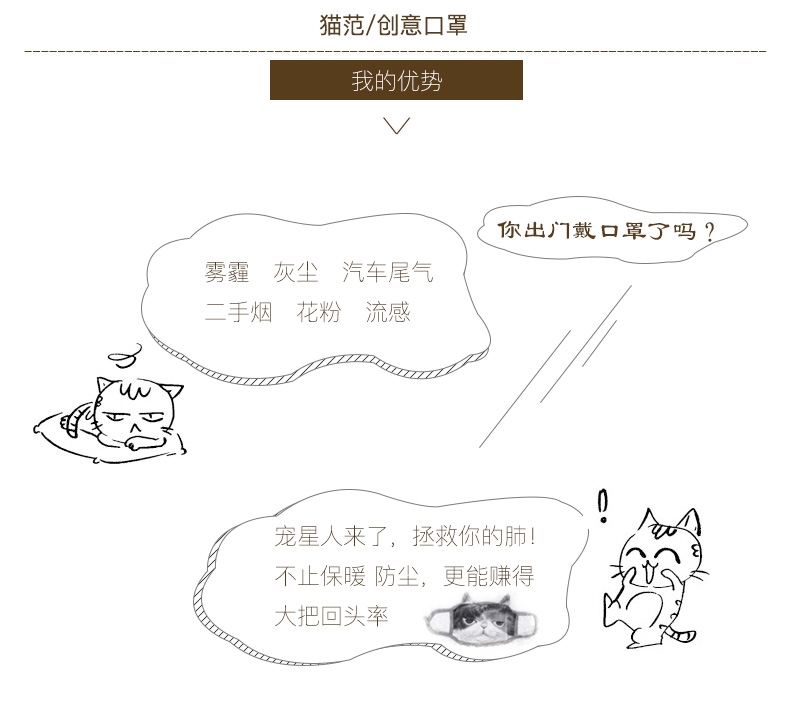 猫范/创意口罩
我的优势
你出门戴口罩了吗？
雾霾 灰尘 汽车尾气
二手烟 花粉 流感
宠星人来了，拯救你的肺！
不止保暖 防尘，更能赚得
大把回头率